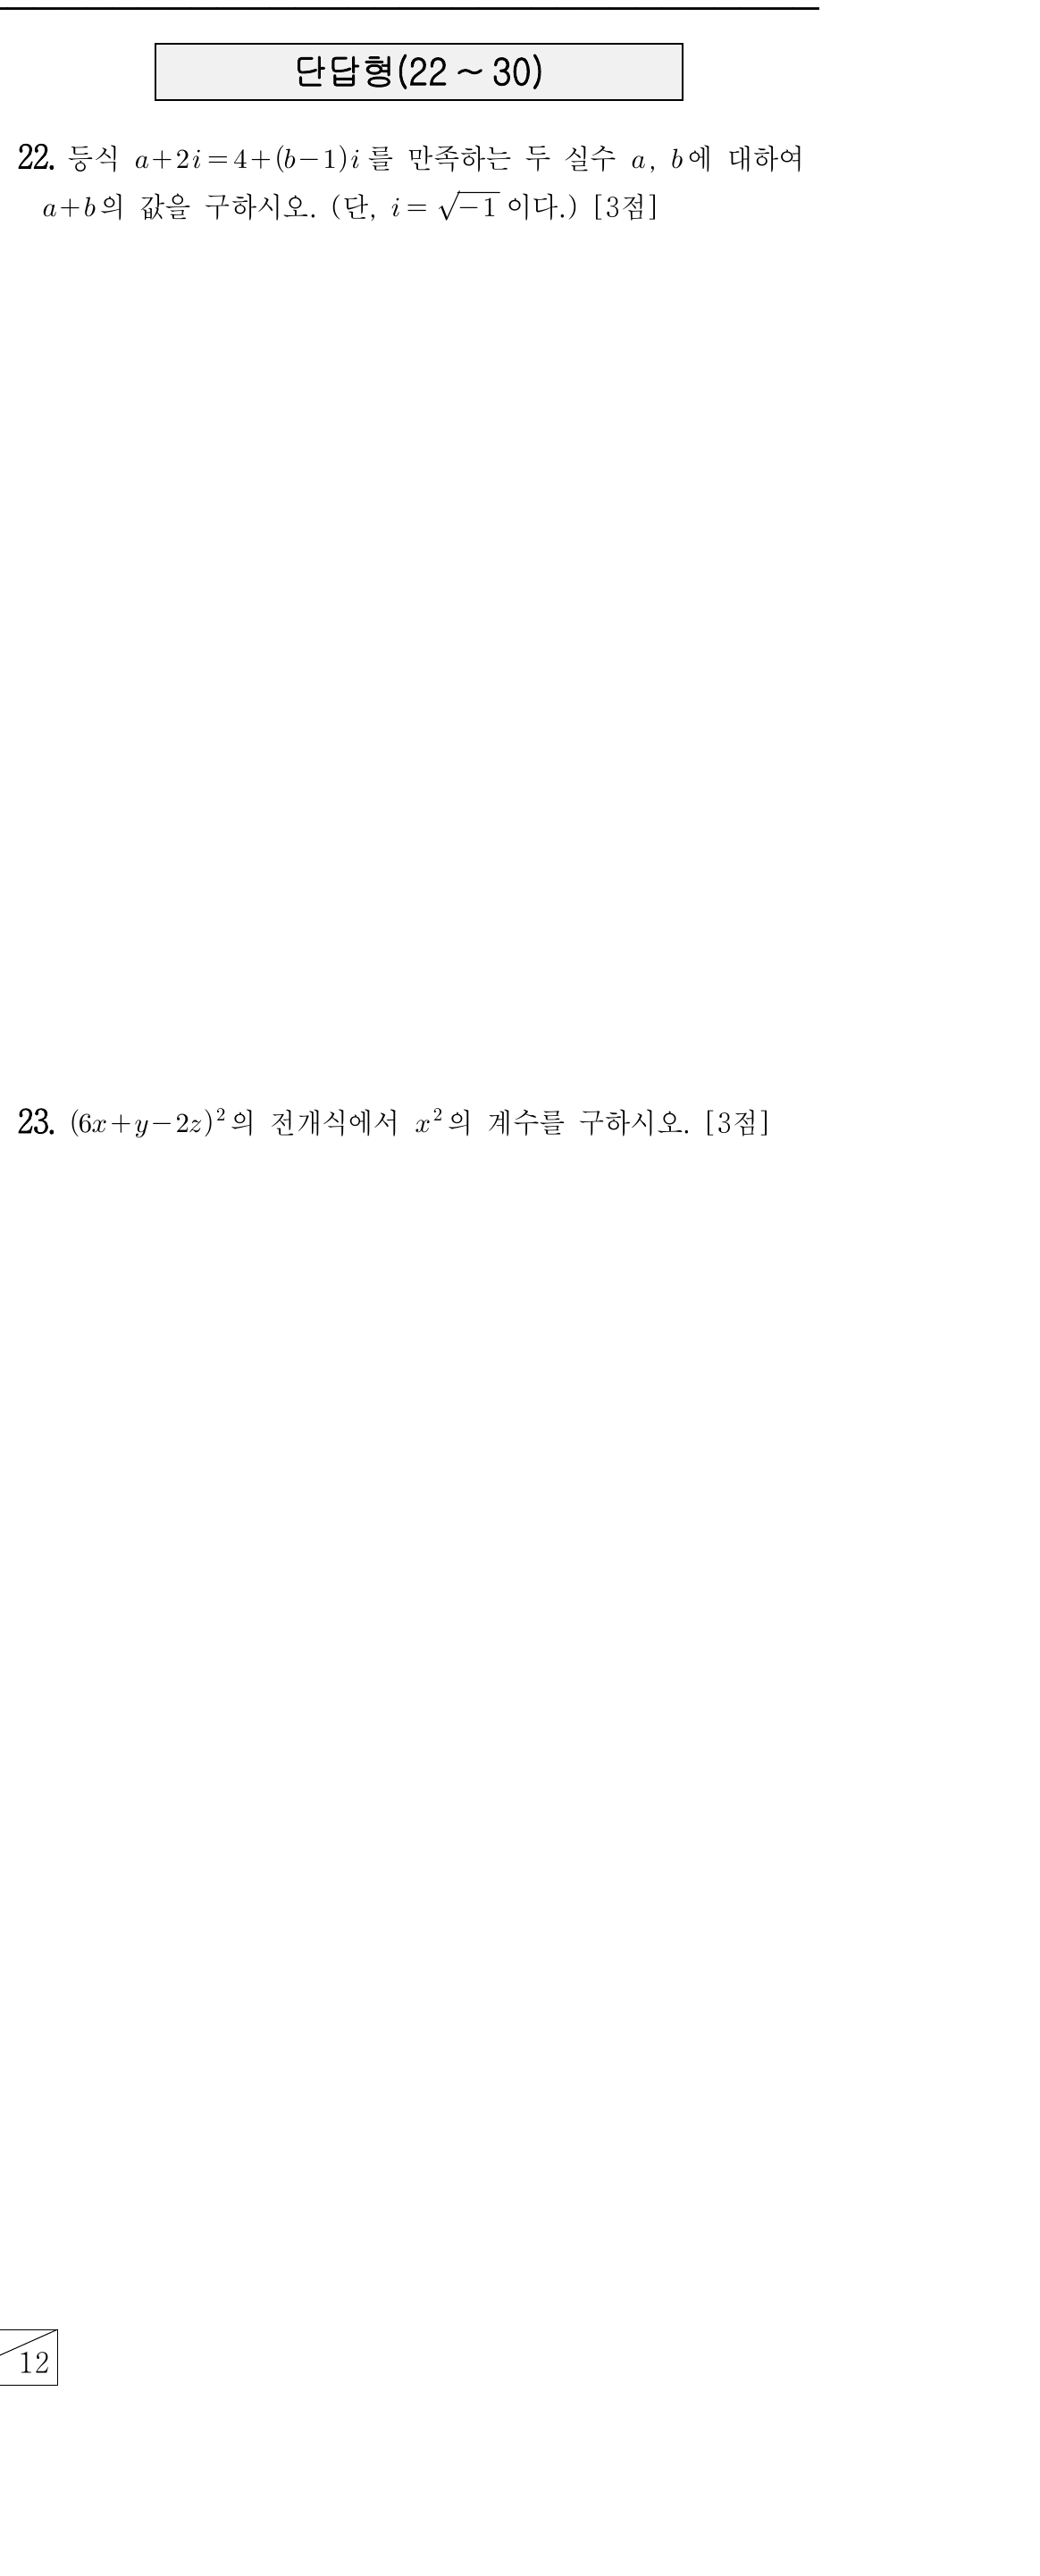 단답형(22 ~ 30)
22. 등식 a+2i=4+(b-1)i 를 만족하는 두 실수 a, b에 대하여
a+b의 값을 구하시오. (단, i= √-1 이다.) [3점]
23. (6x+y-2z)²의 전개식에서 x²의 계수를 구하시오. [3점]
12